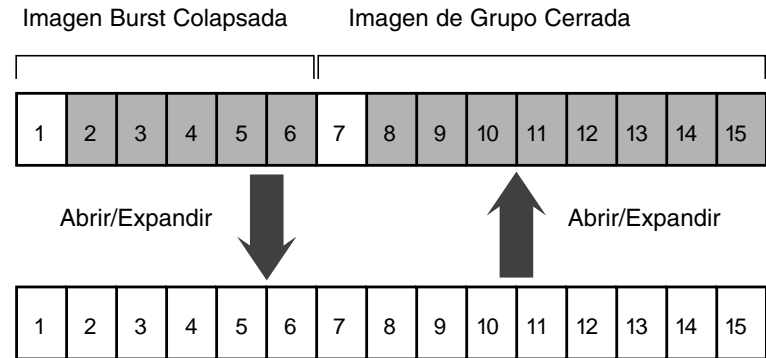 Imagen Burst Colapsada Imagen de Grupo Cerrada
1 2 3 4 5 6 7 8 9 10 11 12 13 14 15
Abrir/Expandir Abrir/Expandir
1 2 3 4 5 6 7 8 9 10 11 12 13 14 15